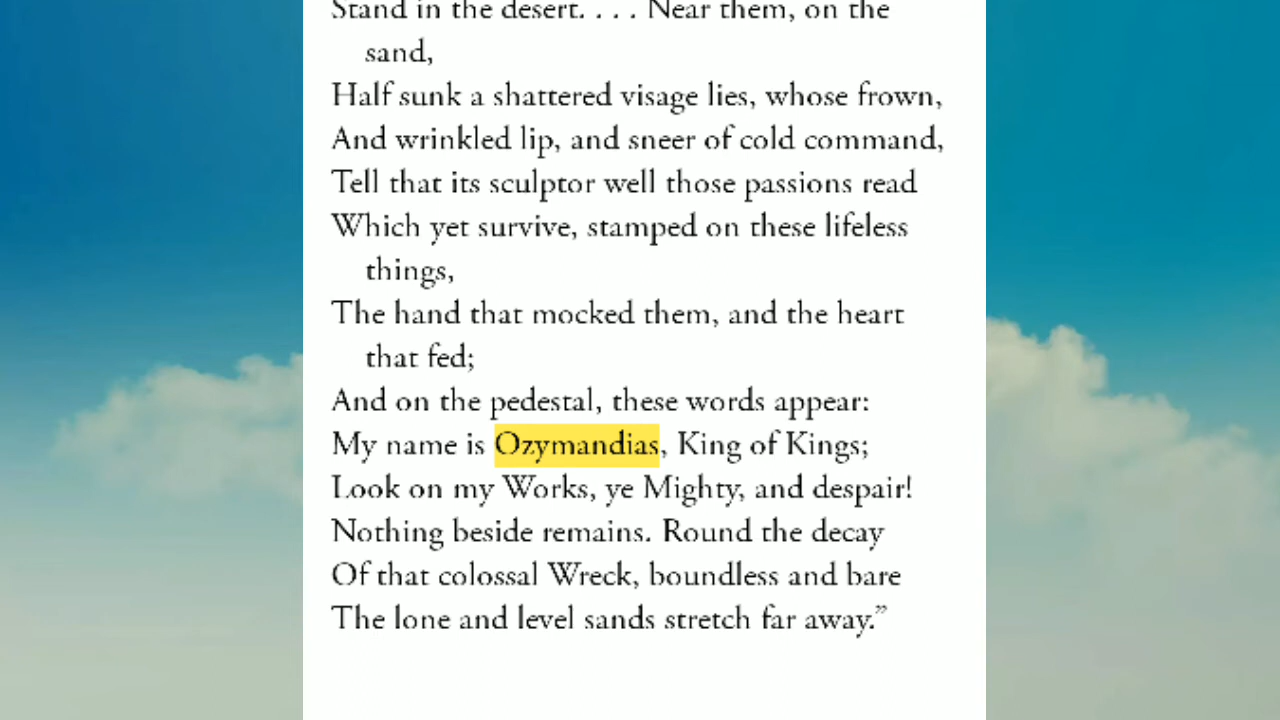 Stand in the desert. . . . Near them, on the
sand,
Half sunk a shattered visage lies, whose frown,
And wrinkled lip, and sneer of cold command,
Tell that its sculptor well those passions read
Which yet survive, stamped on these lifeless
things,
The hand that mocked them, and the heart
that fed;
And on the pedestal, these words appear:
My name is Ozymandias, King of Kings;
Look on my Works, ye Mighty, and despair!
Nothing beside remains. Round the decay
Of that colossal Wreck, boundless and bare
The lone and level sands stretch far away.”